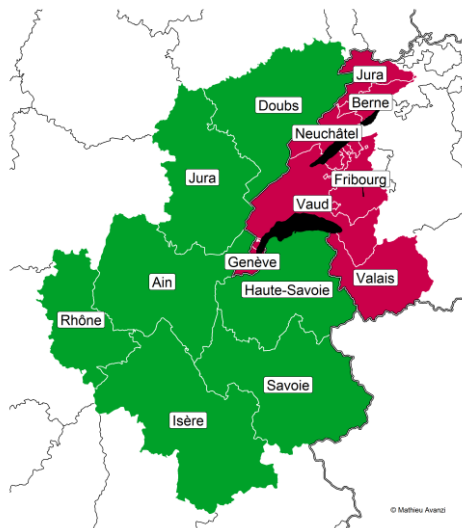 Jura
Berne
Doubs
Neuchâtel
Jura
Fribourg
Vaud
Genève
Ain
Haute-Savoie
Valais
Rhône
Savoie
Isère
© Mathieu Avanzi